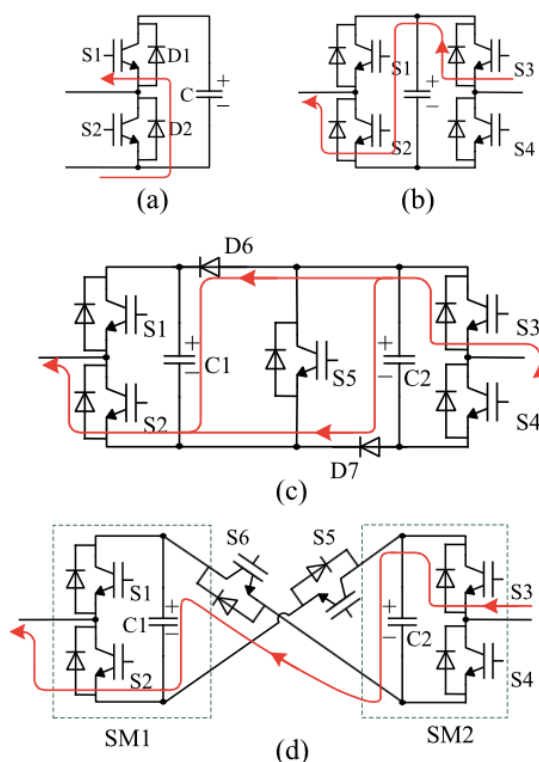 S1 D1 C + −
S2 D2
(a)
S1 + − S3
S2 S4
(b)
D6
S1 + − C1 S5 + − C2 S3
S2 S4
D7
(c)
S6 S5
S1 C1 + − + − C2 S3
S2 S4
SM1 SM2
(d)